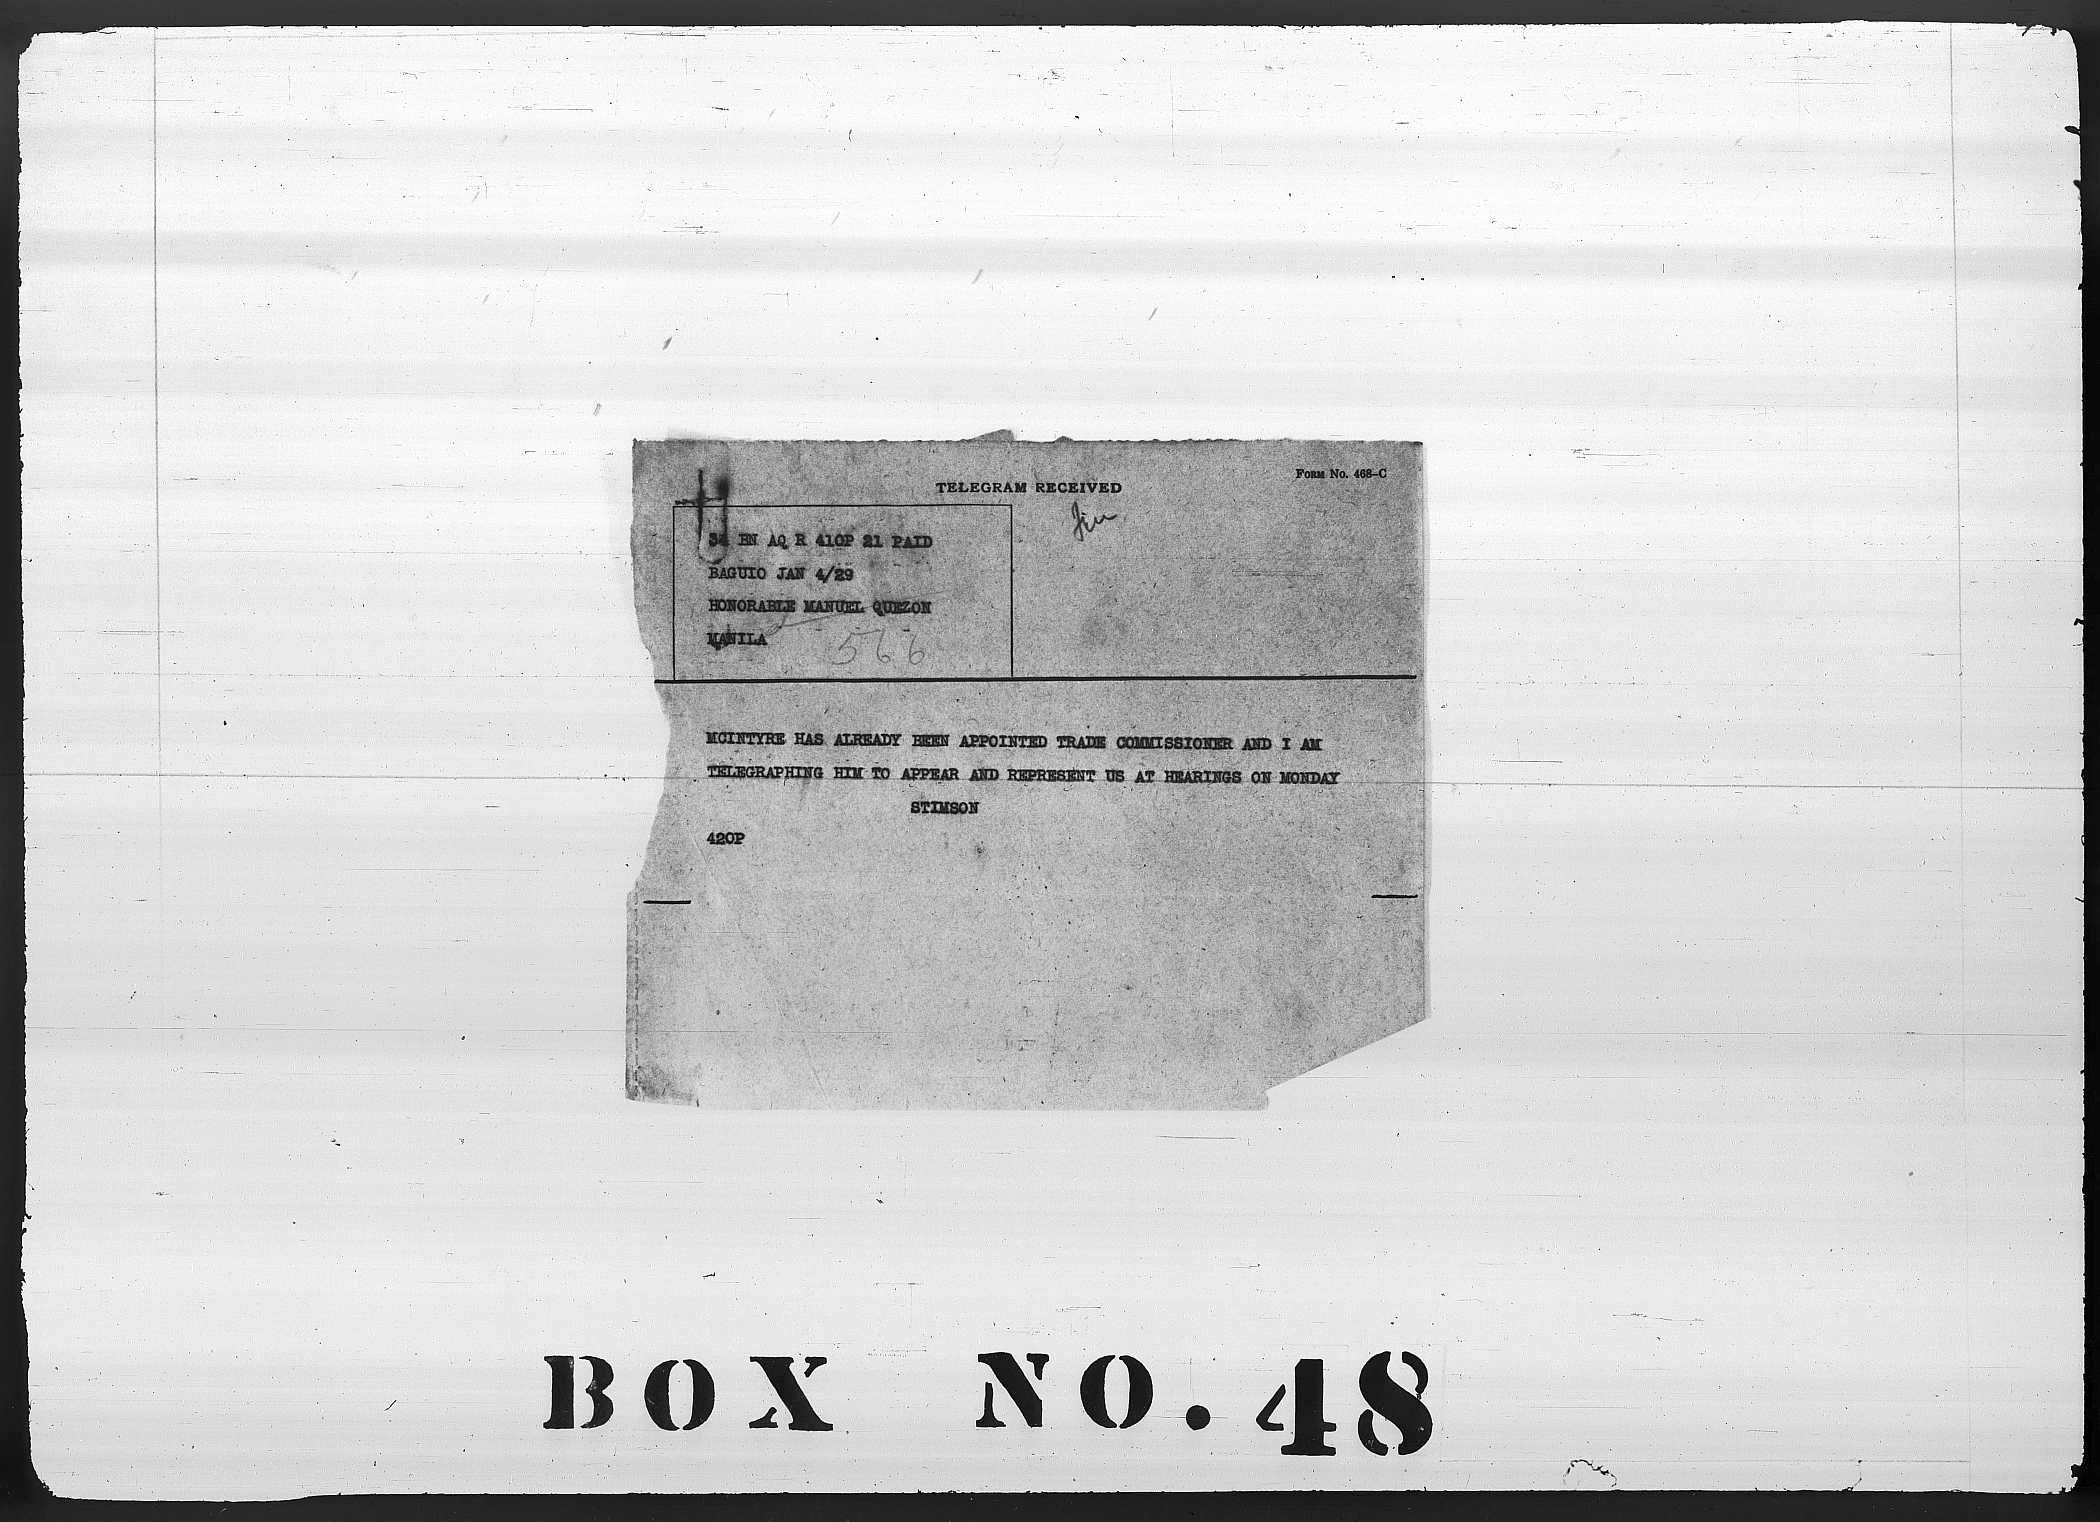 FORM NO. 468-C
TELEGRAM RECEIVED
BN AQ R 410P 21 PAID
BAGUIO JAN 4/29
HONORABLE MANUEL QUEZON
MANILA
566
MCINTYRE HAS ALREADY BEEN APPOINTED TRADE COMMISSIONER AND I AM
TELEGRAPHING HIM TO APPEAR AND REPRESENT US AT HEARINGS ON MONDAY
STIMSON
420P
BOX NO. 48